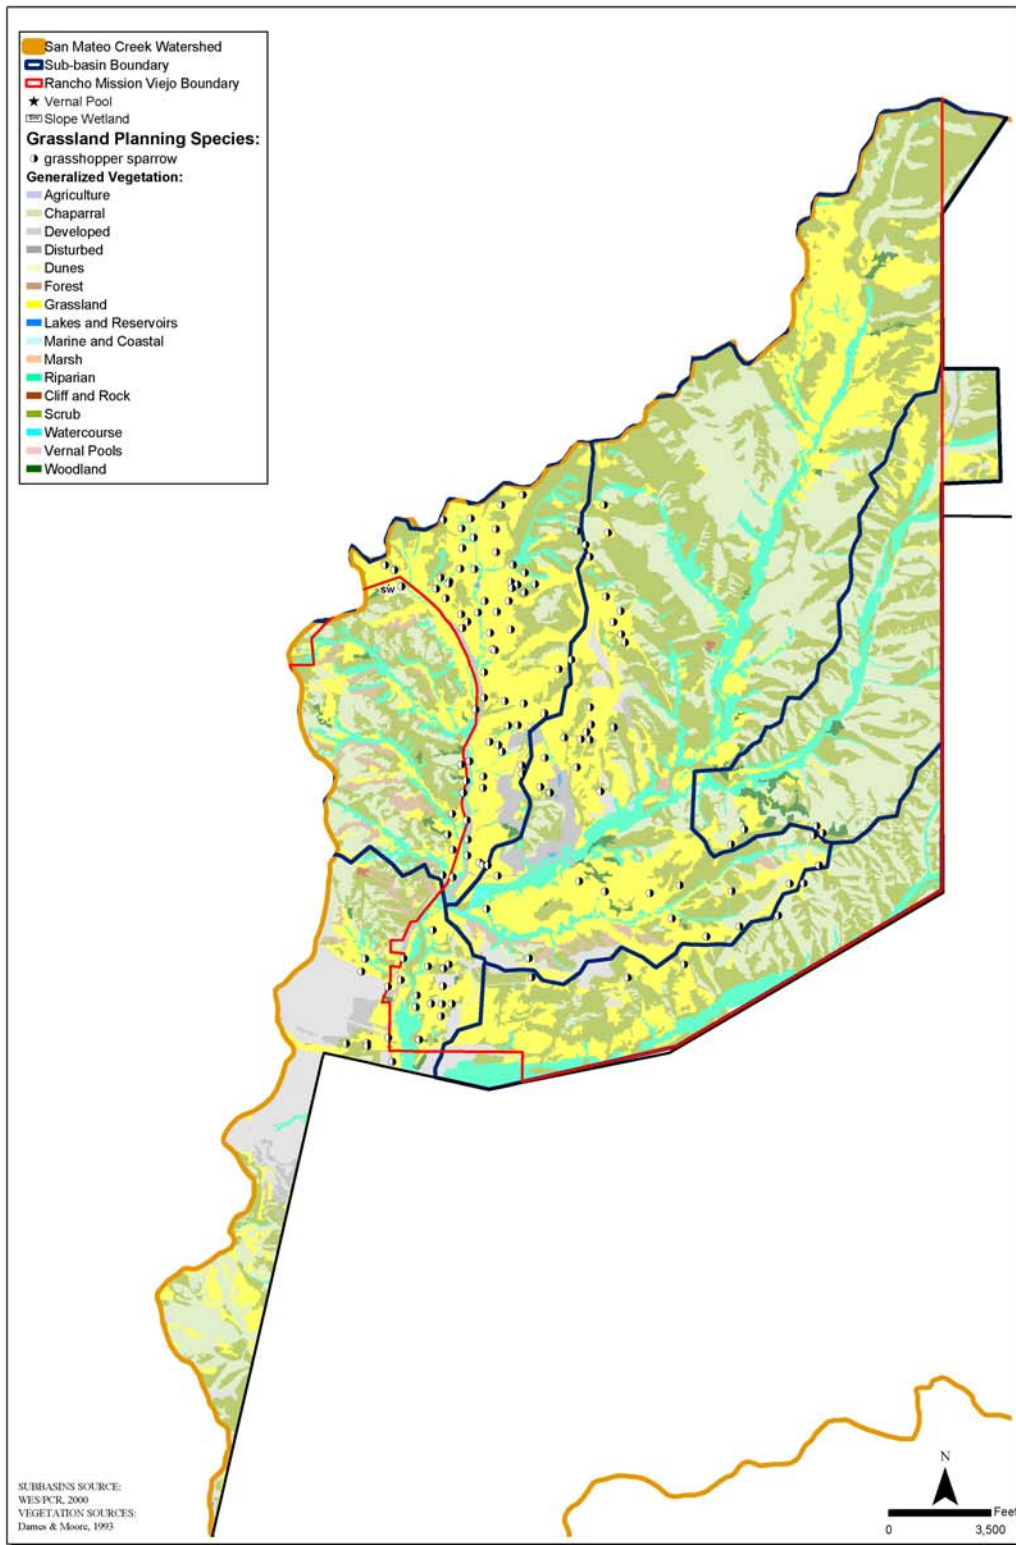 San Mateo Creek Watershed
Sub-basin Boundary
Rancho Mission Viejo Boundary
Vernal Pool
SW Slope Wetland
Grassland Planning Species:
grasshopper sparrow
Generalized Vegetation:
Agriculture
Chaparral
Developed
Disturbed
Dunes
Forest
Grassland
Lakes and Reservoirs
Marine and Coastal
Marsh
Riparian
Cliff and Rock
Scrub
Watercourse
Vernal Pools
Woodland
SW
SUBBASINS SOURCE:
WES/PCR, 2000
VEGETATION SOURCES:
Dames & Moore, 1993
N
Feet
0 3,500